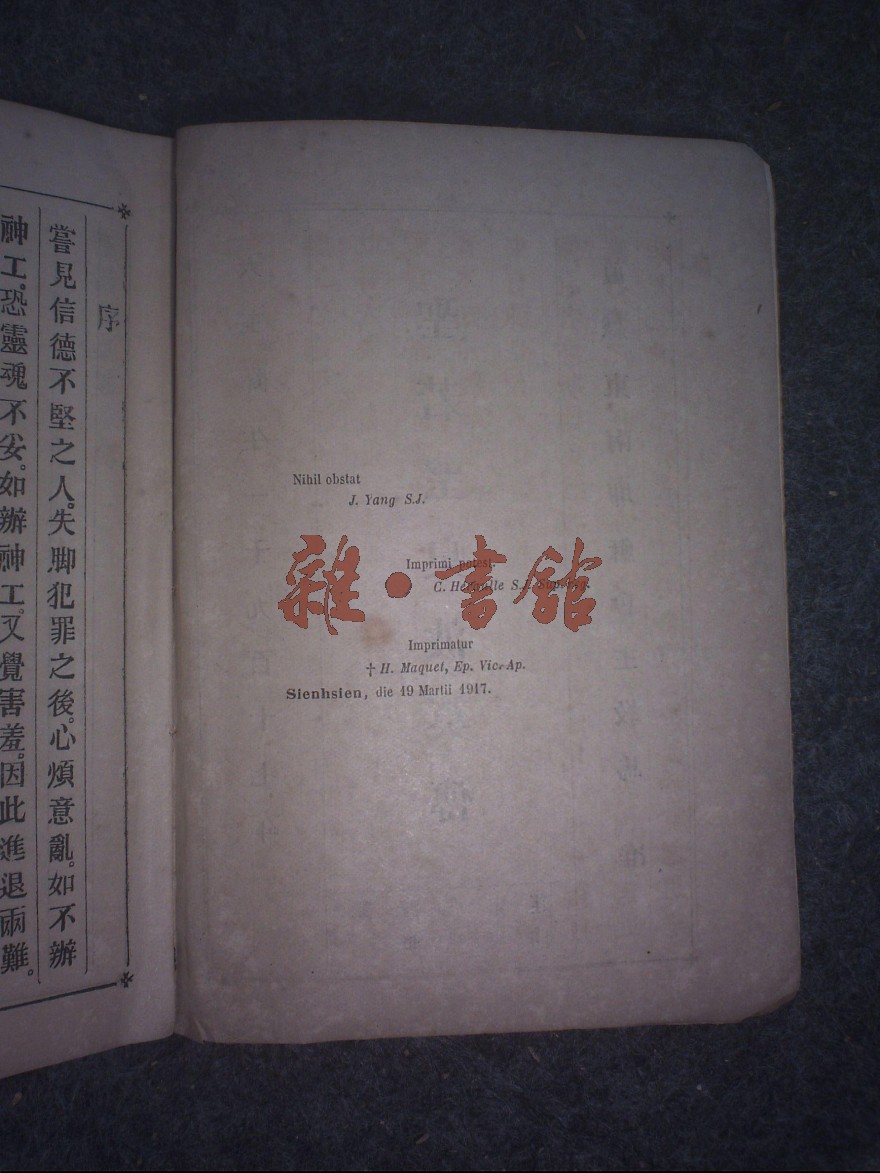 Nihil obstat
J. Yang S.J.
Imprimi potest
C. S.J.
Imprimatur
† H. Maquet, Ep. Vic. Ap.
Sienhsien, die 19 Martii 1917.
雜·書館
序
嘗見信德不堅之人。失脚犯罪之後。心煩意亂。如不辦
神工。恐靈魂不妥。如辦神工。又覺害羞。因此進退兩難。